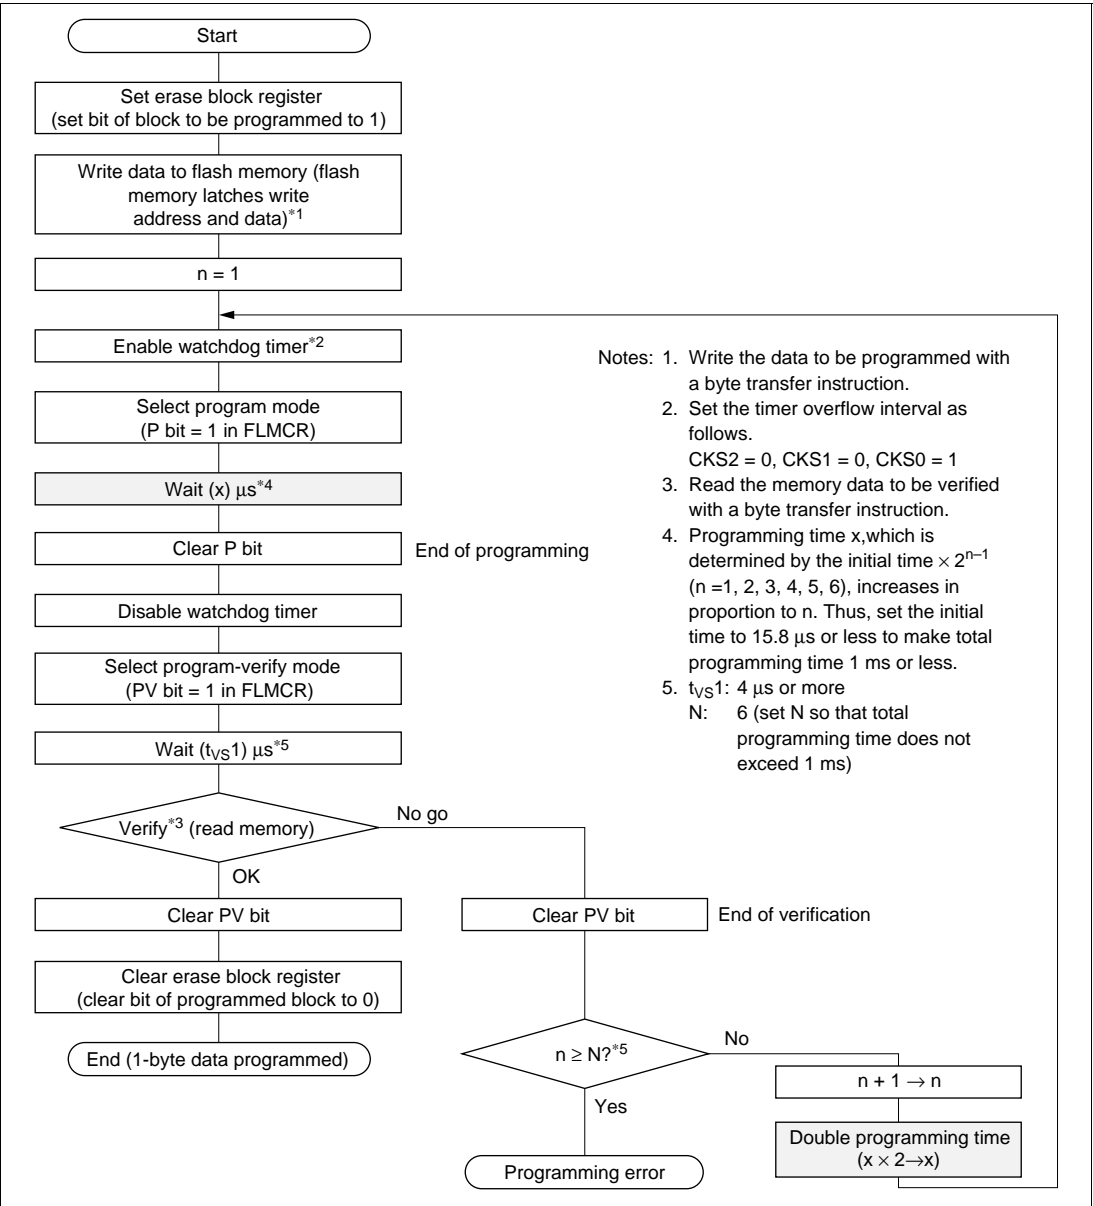 Start
Set erase block register
(set bit of block to be programmed to 1)
Write data to flash memory (flash
memory latches write
address and data)*1
n = 1
Enable watchdog timer*2
Select program mode
(P bit = 1 in FLMCR)
Wait (x) μs*4
Clear P bit
End of programming
Disable watchdog timer
Select program-verify mode
(PV bit = 1 in FLMCR)
Wait (tVS1) μs*5
Verify*3 (read memory)
No go
OK
Clear PV bit
Clear erase block register
(clear bit of programmed block to 0)
End (1-byte data programmed)
Clear PV bit
End of verification
n ≥ N?*5
No
Yes
Programming error
n + 1 → n
Double programming time
(x × 2→x)
Notes: 1. Write the data to be programmed with
a byte transfer instruction.
2. Set the timer overflow interval as
follows.
CKS2 = 0, CKS1 = 0, CKS0 = 1
3. Read the memory data to be verified
with a byte transfer instruction.
4. Programming time x,which is
determined by the initial time × 2n–1
(n =1, 2, 3, 4, 5, 6), increases in
proportion to n. Thus, set the initial
time to 15.8 μs or less to make total
programming time 1 ms or less.
5. tVS1: 4 μs or more
N: 6 (set N so that total
programming time does not
exceed 1 ms)